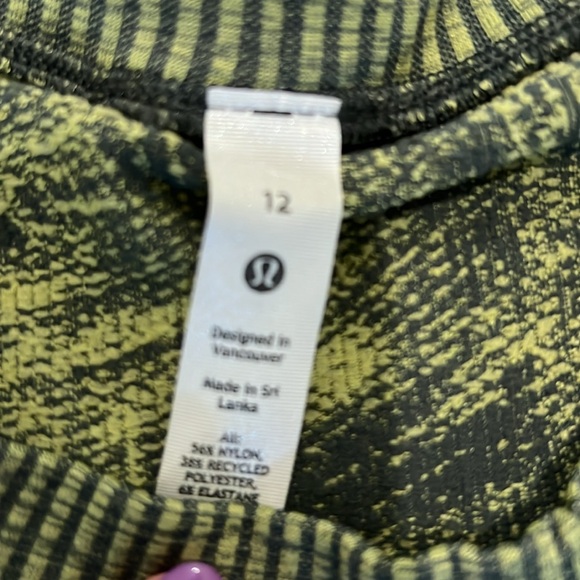 12
Designed in
Vancouver
Made in Sri
Lanka
All:
56% NYLON,
38% RECYCLED
POLYESTER,
6% ELASTANE